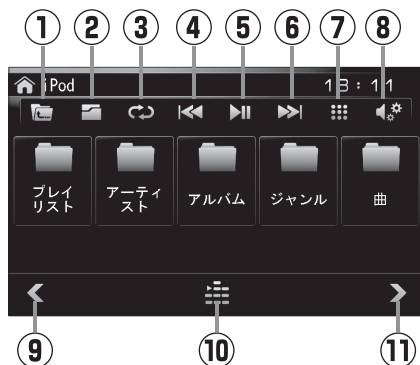 ① ② ③ ④ ⑤ ⑥ ⑦ ⑧
iPod 13:11
プレイ
リスト
アーティ
スト
アルバム
ジャンル
曲
⑨ ⑩ ⑪